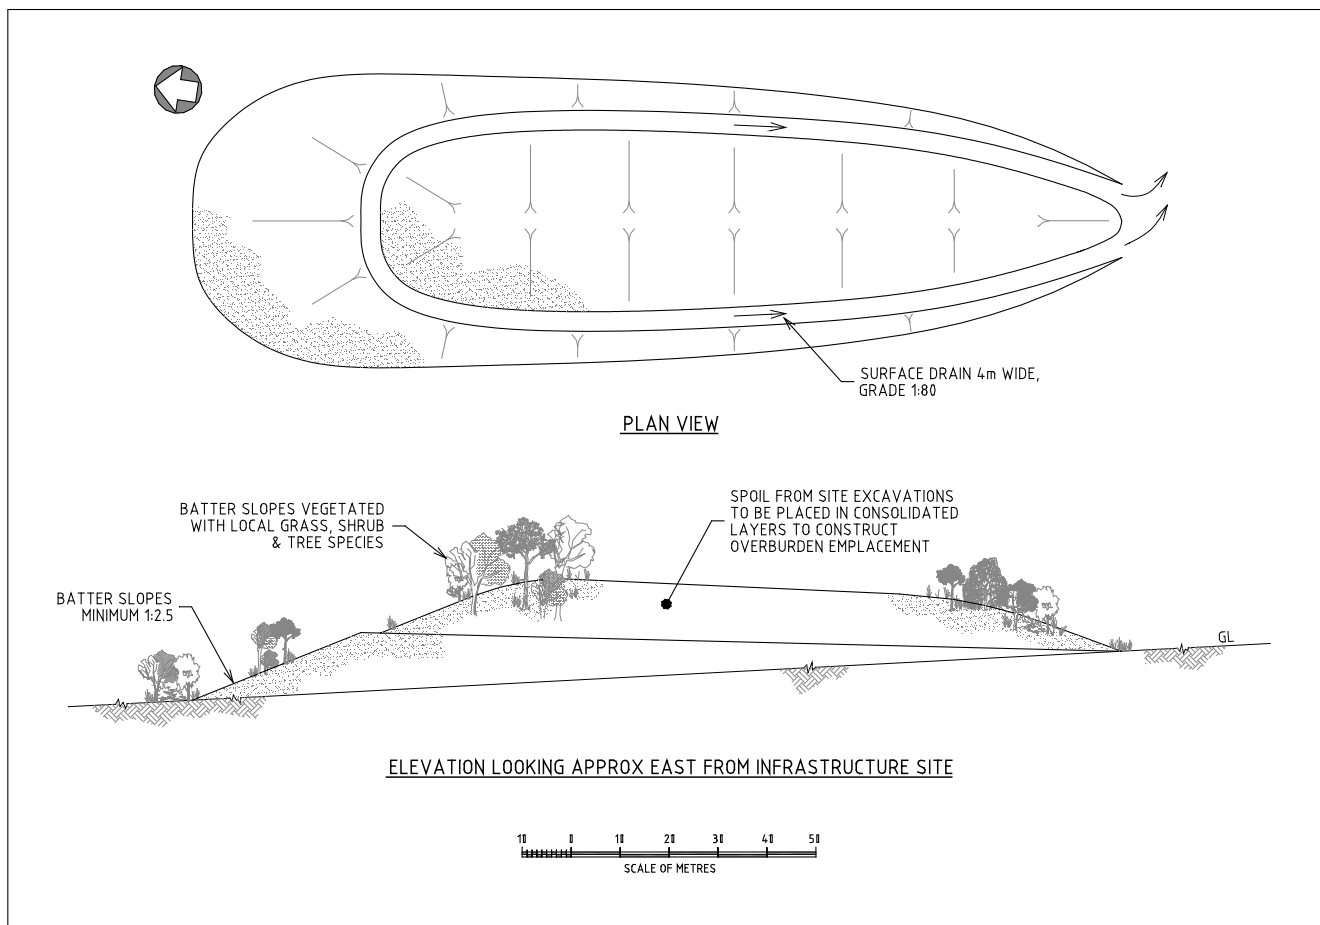 SURFACE DRAIN 4m WIDE,
GRADE 1:80
PLAN VIEW
BATTER SLOPES VEGETATED
WITH LOCAL GRASS, SHRUB
& TREE SPECIES
SPOIL FROM SITE EXCAVATIONS
TO BE PLACED IN CONSOLIDATED
LAYERS TO CONSTRUCT
OVERBURDEN EMPLACEMENT
BATTER SLOPES
MINIMUM 1:2.5
GL
ELEVATION LOOKING APPROX EAST FROM INFRASTRUCTURE SITE
10 0 10 20 30 40 50
SCALE OF METRES